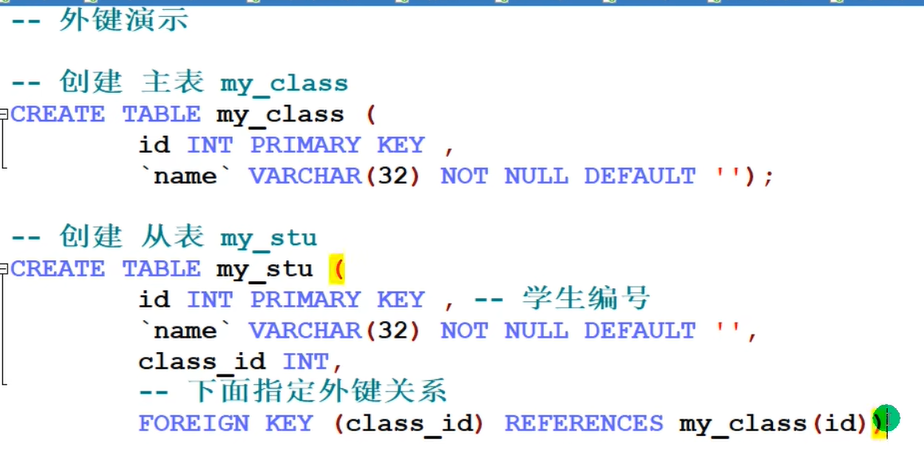 -- 外键演示
-- 创建 主表 my_class
CREATE TABLE my_class (
id INT PRIMARY KEY ,
`name` VARCHAR(32) NOT NULL DEFAULT '');
-- 创建 从表 my_stu
CREATE TABLE my_stu (
id INT PRIMARY KEY , -- 学生编号
`name` VARCHAR(32) NOT NULL DEFAULT '',
class_id INT,
-- 下面指定外键关系
FOREIGN KEY (class_id) REFERENCES my_class(id))